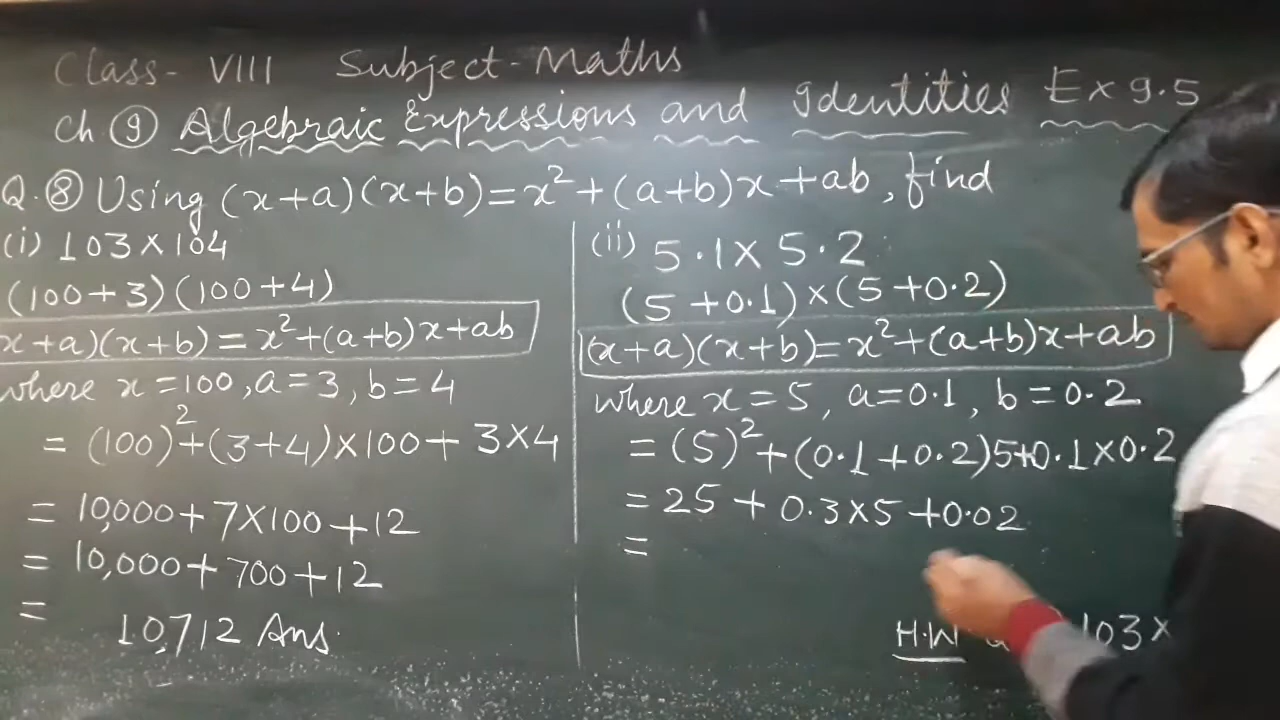 Class- VIII Subject-Maths
Ch ⑨ Algebraic Expressions and Identities Ex 9.5
Q.⑧ Using (x+a)(x+b)=x²+(a+b)x+ab, find
(i) 103×104
(100+3)(100+4)
x+a)(x+b)=x²+(a+b)x+ab
where x=100, a=3, b=4
= (100)²+(3+4)×100+3×4
= 10,000+7×100+12
= 10,000+700+12
=
10,712 Ans.
(ii) 5.1×5.2
(5+0.1)×(5+0.2)
(x+a)(x+b)=x²+(a+b)x+ab
where x=5, a=0.1, b=0.2
= (5)²+(0.1+0.2)5+0.1×0.2
= 25+0.3×5+0.02
=
H.W 103×